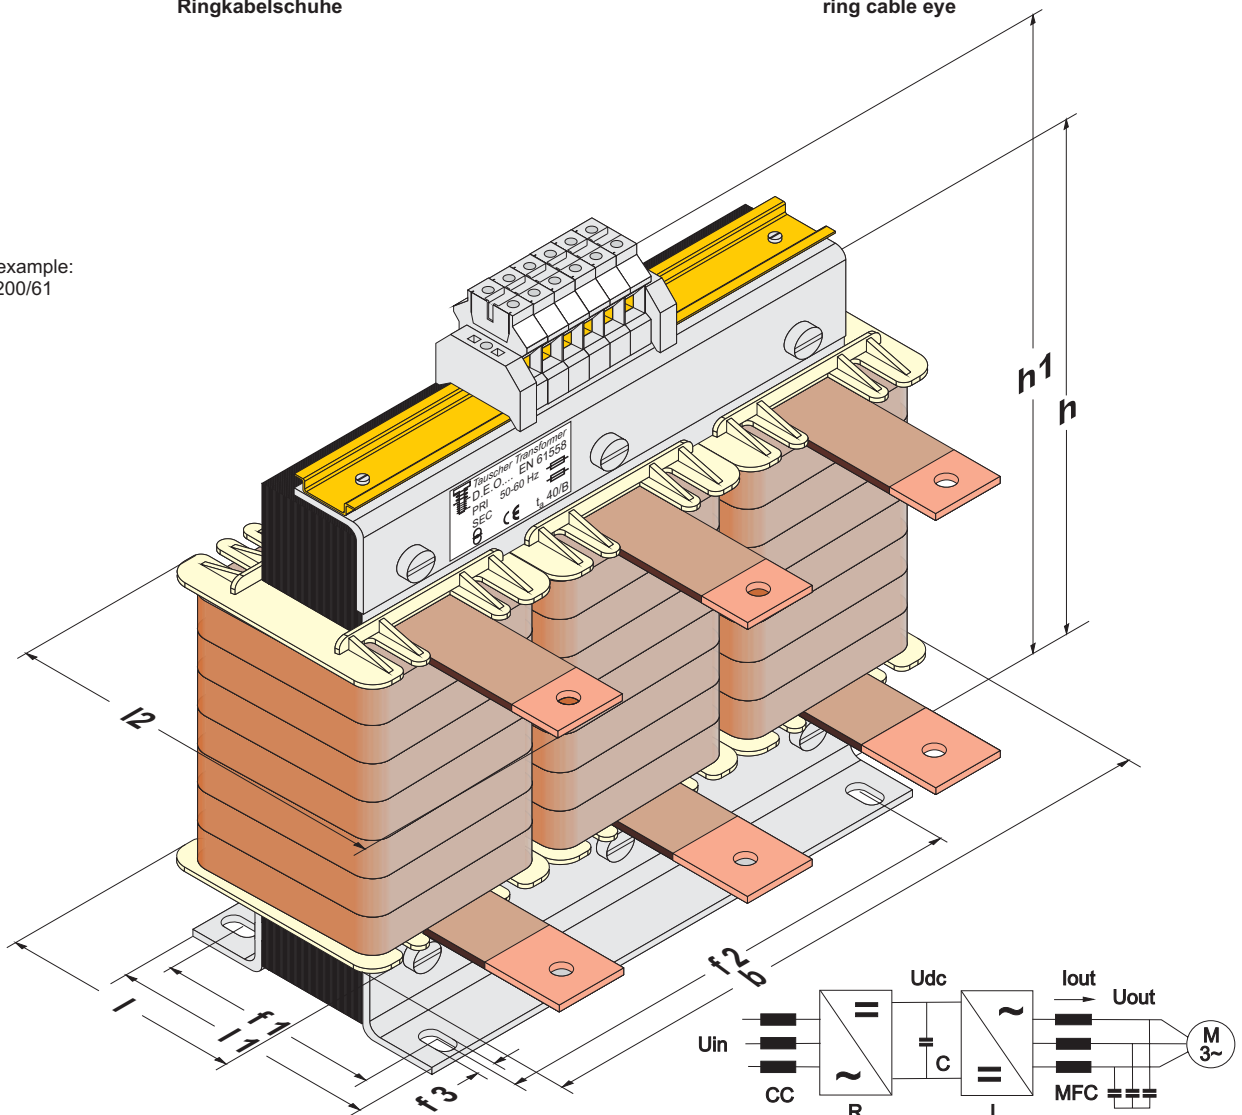 Ringkabelschuhe
ring cable eye
example:
200/61
h1
h
Tauscher Transformer
D.E.O.... EN 61558
PRI 50-60 Hz
SEC
CE
ta 40/B
l2
l
f1
l1
f3
f2
b
Udc
Iout
Uout
Uin
C
CC
MFC
M
3~
R
I